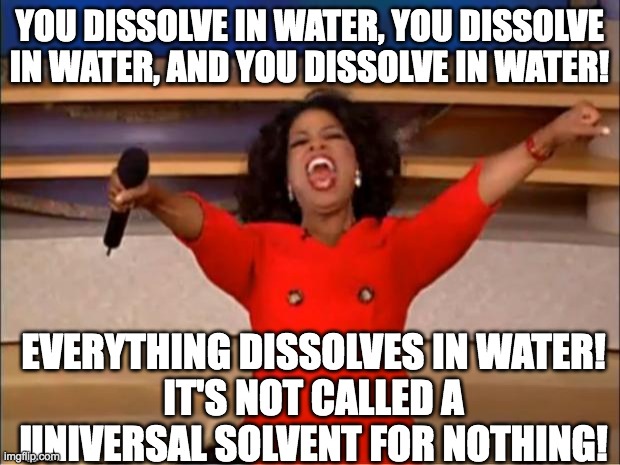 YOU DISSOLVE IN WATER, YOU DISSOLVE
IN WATER, AND YOU DISSOLVE IN WATER!
EVERYTHING DISSOLVES IN WATER!
IT'S NOT CALLED A
UNIVERSAL SOLVENT FOR NOTHING!
imgflip.com